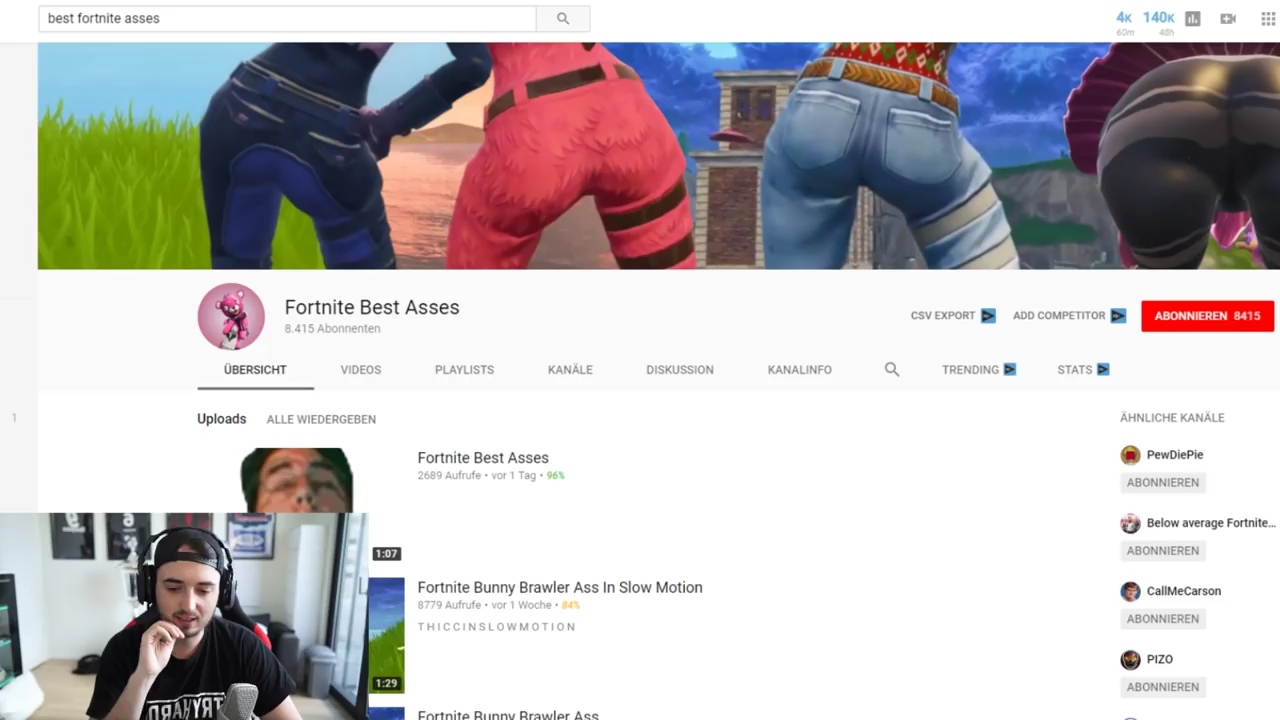 best fortnite asses
4K 140K
60m 48h
Fortnite Best Asses
8.415 Abonnenten
CSV EXPORT ADD COMPETITOR ABONNIEREN 8415
ÜBERSICHT VIDEOS PLAYLISTS KANÄLE DISKUSSION KANALINFO TRENDING STATS
1
Uploads ALLE WIEDERGEBEN
Fortnite Best Asses
2689 Aufrufe • vor 1 Tag • 96%
1:07
Fortnite Bunny Brawler Ass In Slow Motion
8779 Aufrufe • vor 1 Woche • 84%
T H I C C I N S L O W M O T I O N
1:29
Fortnite Bunny Brawler Ass
ÄHNLICHE KANÄLE
PewDiePie
ABONNIEREN
Below average Fortnite...
ABONNIEREN
CallMeCarson
ABONNIEREN
PIZO
ABONNIEREN
TRYHARD